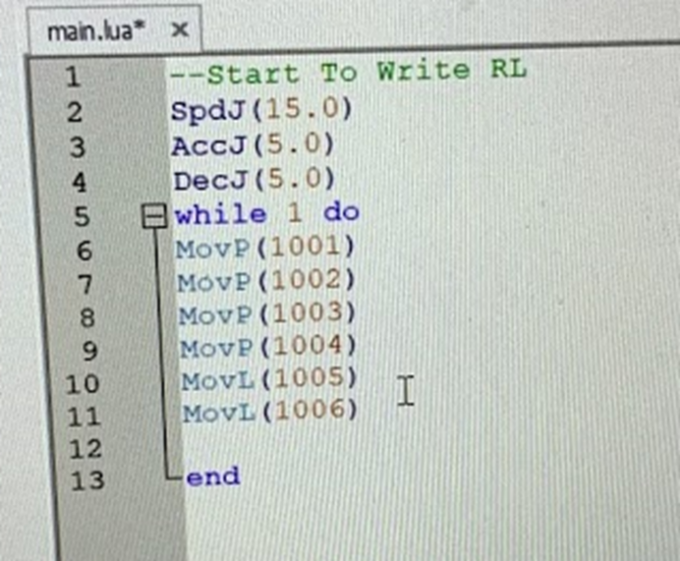 main.lua*
1 --Start To Write RL
2 SpdJ(15.0)
3 AccJ(5.0)
4 DecJ(5.0)
5 while 1 do
6 MovP(1001)
7 MovP(1002)
8 MovP(1003)
9 MovP(1004)
10 MovL(1005)
11 MovL(1006)
12
13 end